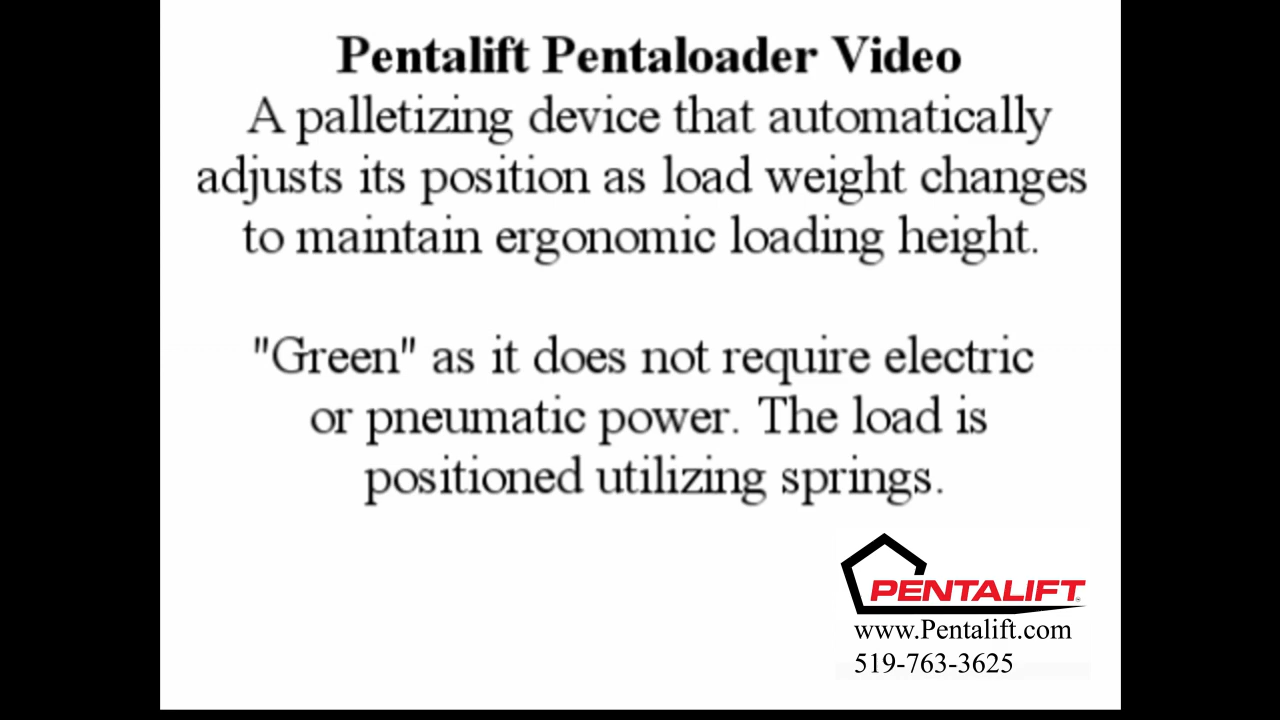 Pentalift Pentaloader Video
A palletizing device that automatically
adjusts its position as load weight changes
to maintain ergonomic loading height.
"Green" as it does not require electric
or pneumatic power. The load is
positioned utilizing springs.
PENTALIFT
www.Pentalift.com
519-763-3625